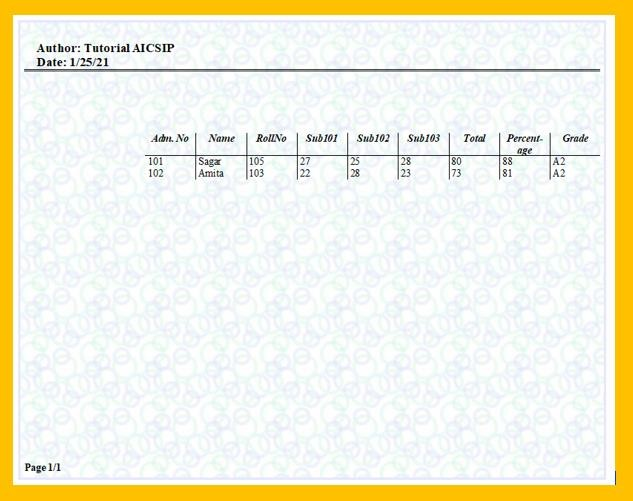 Author: Tutorial AICSIP
Date: 1/25/21
Adm. No Name RollNo Sub101 Sub102 Sub103 Total Percent-
age Grade
101 Sagar 105 27 25 28 80 88 A2
102 Amita 103 22 28 23 73 81 A2
Page 1/1